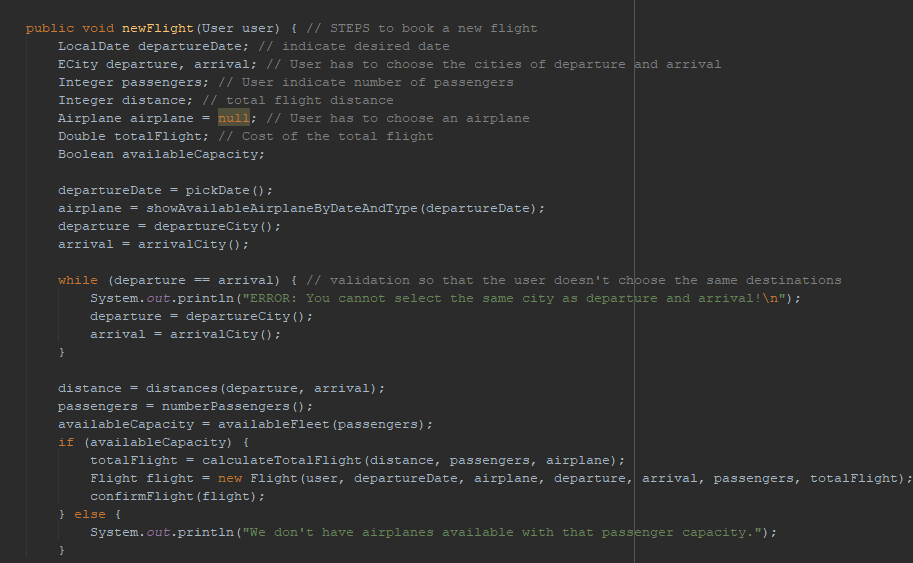 public void newFlight(User user) { // STEPS to book a new flight
    LocalDate departureDate; // indicate desired date
    ECity departure, arrival; // User has to choose the cities of departure and arrival
    Integer passengers; // User indicate number of passengers
    Integer distance; // total flight distance
    Airplane airplane = null; // User has to choose an airplane
    Double totalFlight; // Cost of the total flight
    Boolean availableCapacity;

    departureDate = pickDate();
    airplane = showAvailableAirplaneByDateAndType(departureDate);
    departure = departureCity();
    arrival = arrivalCity();

    while (departure == arrival) { // validation so that the user doesn't choose the same destinations
        System.out.println("ERROR: You cannot select the same city as departure and arrival!\n");
        departure = departureCity();
        arrival = arrivalCity();
    }

    distance = distances(departure, arrival);
    passengers = numberPassengers();
    availableCapacity = availableFleet(passengers);
    if (availableCapacity) {
        totalFlight = calculateTotalFlight(distance, passengers, airplane);
        Flight flight = new Flight(user, departureDate, airplane, departure, arrival, passengers, totalFlight);
        confirmFlight(flight);
    } else {
        System.out.println("We don't have airplanes available with that passenger capacity.");
    }